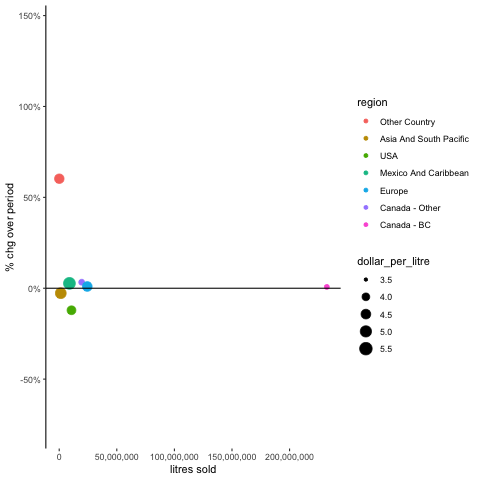 150%
100%
50%
0%
-50%
% chg over period
0
50,000,000
100,000,000
150,000,000
200,000,000
litres sold
region
Other Country
Asia And South Pacific
USA
Mexico And Caribbean
Europe
Canada - Other
Canada - BC
dollar_per_litre
3.5
4.0
4.5
5.0
5.5